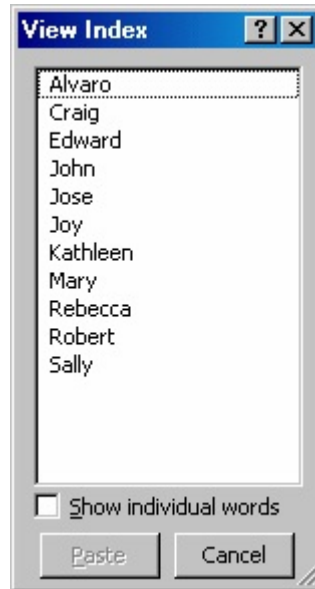 View Index
Alvaro
Craig
Edward
John
Jose
Joy
Kathleen
Mary
Rebecca
Robert
Sally
Show individual words
Paste Cancel